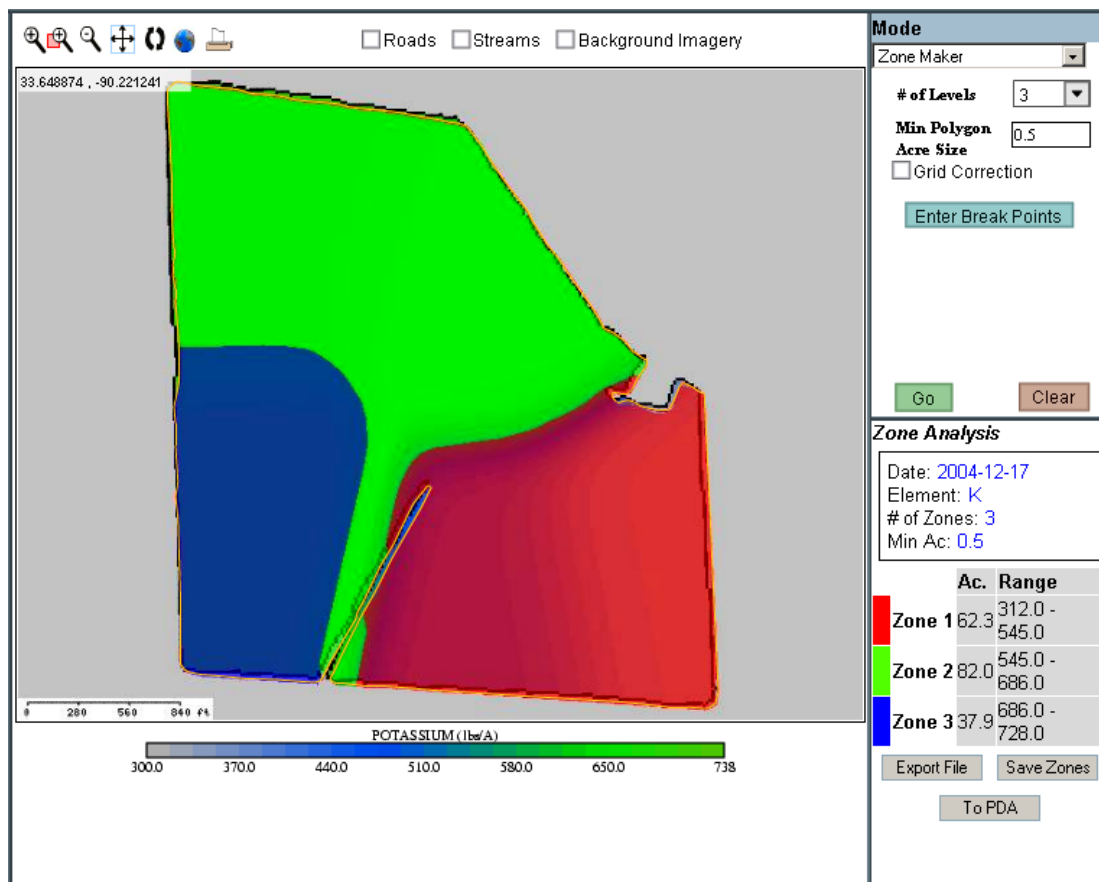 Roads Streams Background Imagery
33.648874 , -90.221241
0 280 560 840 ft
POTASSIUM (lbs/A)
300.0 370.0 440.0 510.0 580.0 650.0 738
Mode
Zone Maker
# of Levels 3
Min Polygon
Acre Size 0.5
Grid Correction
Enter Break Points
Go Clear
Zone Analysis
Date: 2004-12-17
Element: K
# of Zones: 3
Min Ac: 0.5
Ac. Range
Zone 1 62.3 312.0 -
545.0
Zone 2 82.0 545.0 -
686.0
Zone 3 37.9 686.0 -
728.0
Export File Save Zones
To PDA